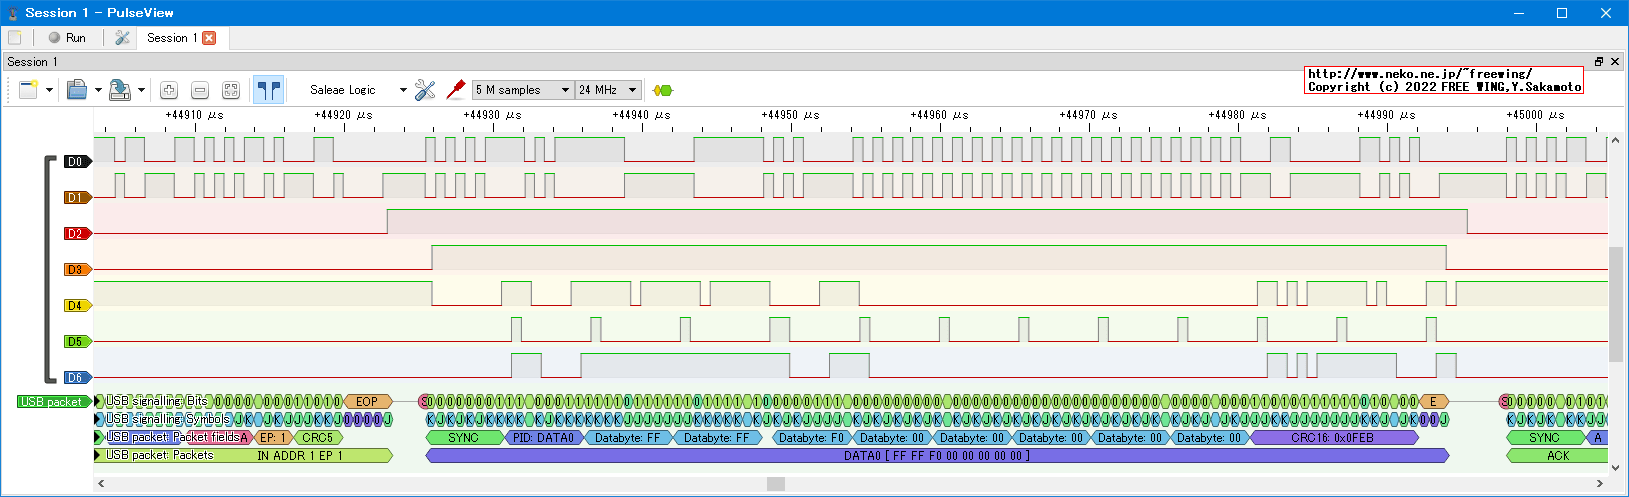 Session 1 - PulseView
Run
Session 1
Session 1
http://www.neko.ne.jp/~freewing/
Copyright (c) 2022 FREE WING,Y.Sakamoto
Saleae Logic
5 M samples
24 MHz
+44910 μs +44920 μs +44930 μs +44940 μs +44950 μs +44960 μs +44970 μs +44980 μs +44990 μs +45000 μs
D0
D1
D2
D3
D4
D5
D6
USB packet
USB signalling: Bits EOP S E S
USB signalling: Symbols
USB packet: Packet fields A EP: 1 CRC5 SYNC PID: DATA0 Databyte: FF Databyte: FF Databyte: F0 Databyte: 00 Databyte: 00 Databyte: 00 Databyte: 00 Databyte: 00 CRC16: 0x0FEB SYNC A
USB packet: Packets IN ADDR 1 EP 1 DATA0 [ FF FF F0 00 00 00 00 00 ] ACK